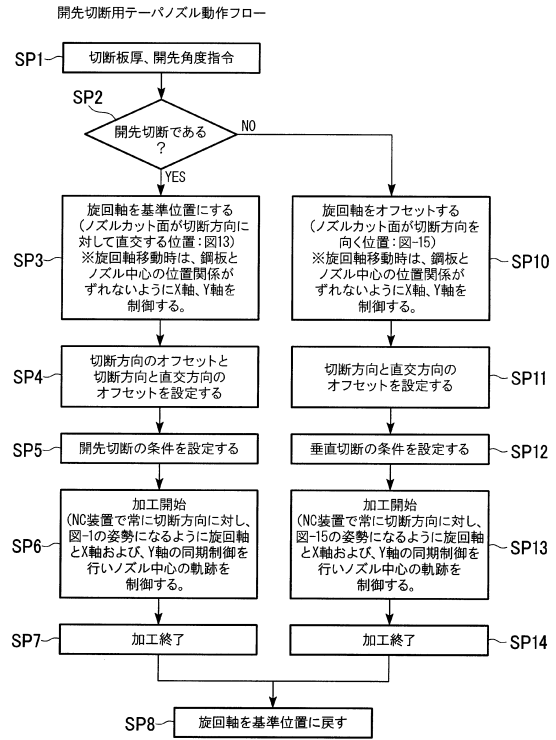 開先切断用テーパノズル動作フロー
SP1
切断板厚、開先角度指令
SP2
開先切断である
?
NO
YES
SP3
旋回軸を基準位置にする
(ノズルカット面が切断方向に
対して直交する位置:図13)
※旋回軸移動時は、鋼板と
ノズル中心の位置関係が
ずれないようにX軸、Y軸を
制御する。
SP4
切断方向のオフセットと
切断方向と直交方向の
オフセットを設定する
SP5
開先切断の条件を設定する
SP6
加工開始
(NC装置で常に切断方向に対し、
図-1の姿勢になるように旋回軸
とX軸および、Y軸の同期制御を
行いノズル中心の軌跡を
制御する。
SP7
加工終了
旋回軸をオフセットする
(ノズルカット面が切断方向を
向く位置:図-15)
※旋回軸移動時は、鋼板と
ノズル中心の位置関係が
ずれないようにX軸、Y軸を
制御する。
SP10
切断方向と直交方向の
オフセットを設定する
SP11
垂直切断の条件を設定する
SP12
加工開始
(NC装置で常に切断方向に対し、
図-15の姿勢になるように旋回軸
とX軸および、Y軸の同期制御を
行いノズル中心の軌跡を
制御する。
SP13
加工終了
SP14
SP8
旋回軸を基準位置に戻す